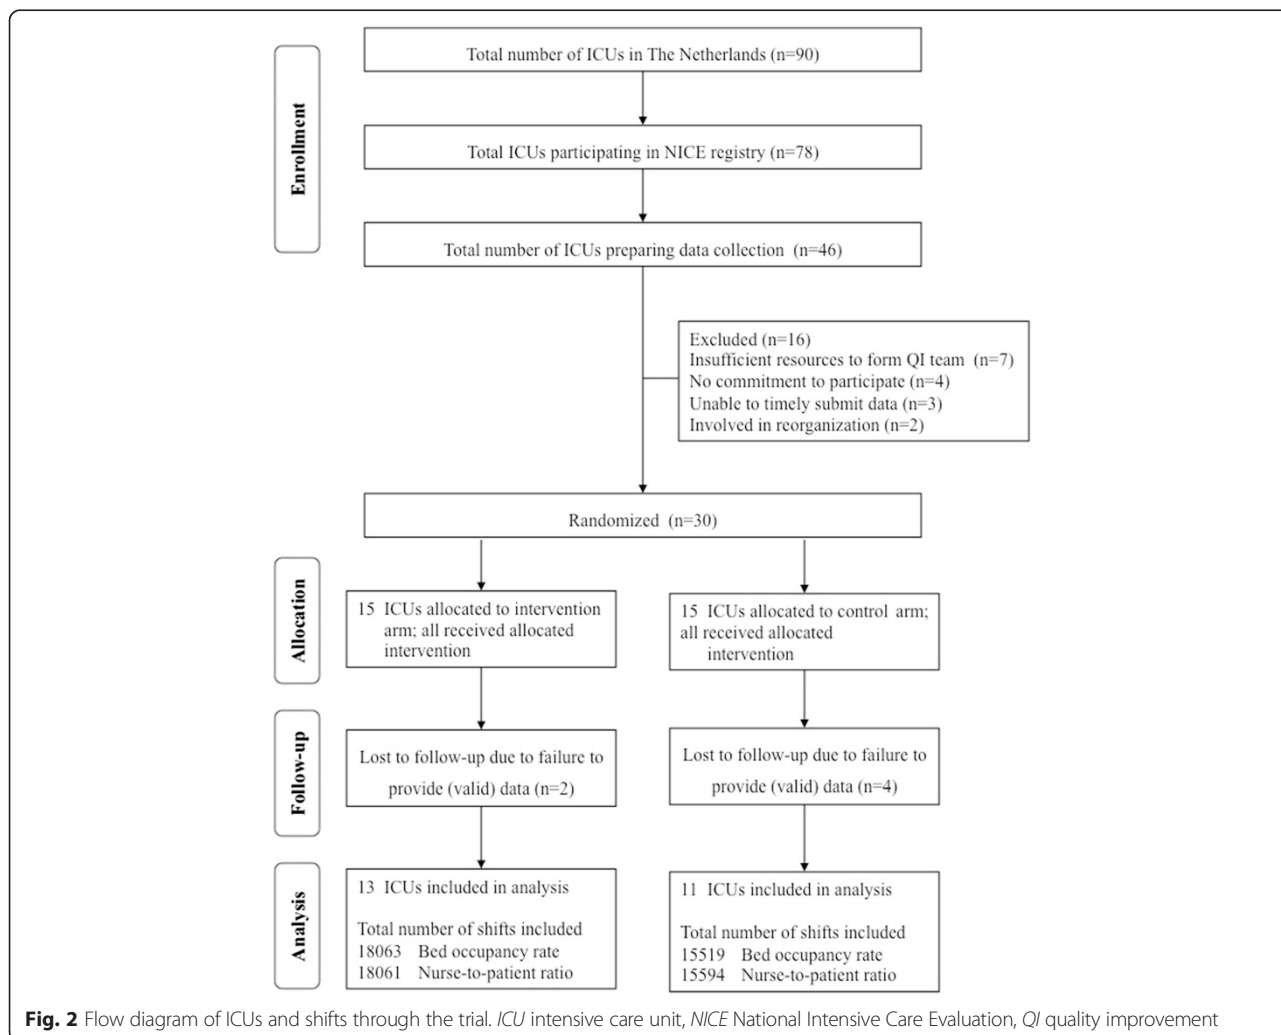 Enrollment
Total number of ICUs in The Netherlands (n=90)
Total ICUs participating in NICE registry (n=78)
Total number of ICUs preparing data collection (n=46)
Excluded (n=16)
Insufficient resources to form QI team (n=7)
No commitment to participate (n=4)
Unable to timely submit data (n=3)
Involved in reorganization (n=2)
Randomized (n=30)
Allocation
15 ICUs allocated to intervention
arm; all received allocated
intervention
15 ICUs allocated to control arm;
all received allocated
intervention
Follow-up
Lost to follow-up due to failure to
provide (valid) data (n=2)
Lost to follow-up due to failure to
provide (valid) data (n=4)
Analysis
13 ICUs included in analysis
Total number of shifts included
18063 Bed occupancy rate
18061 Nurse-to-patient ratio
11 ICUs included in analysis
Total number of shifts included
15519 Bed occupancy rate
15594 Nurse-to-patient ratio
Fig. 2 Flow diagram of ICUs and shifts through the trial. ICU intensive care unit, NICE National Intensive Care Evaluation, QI quality improvement